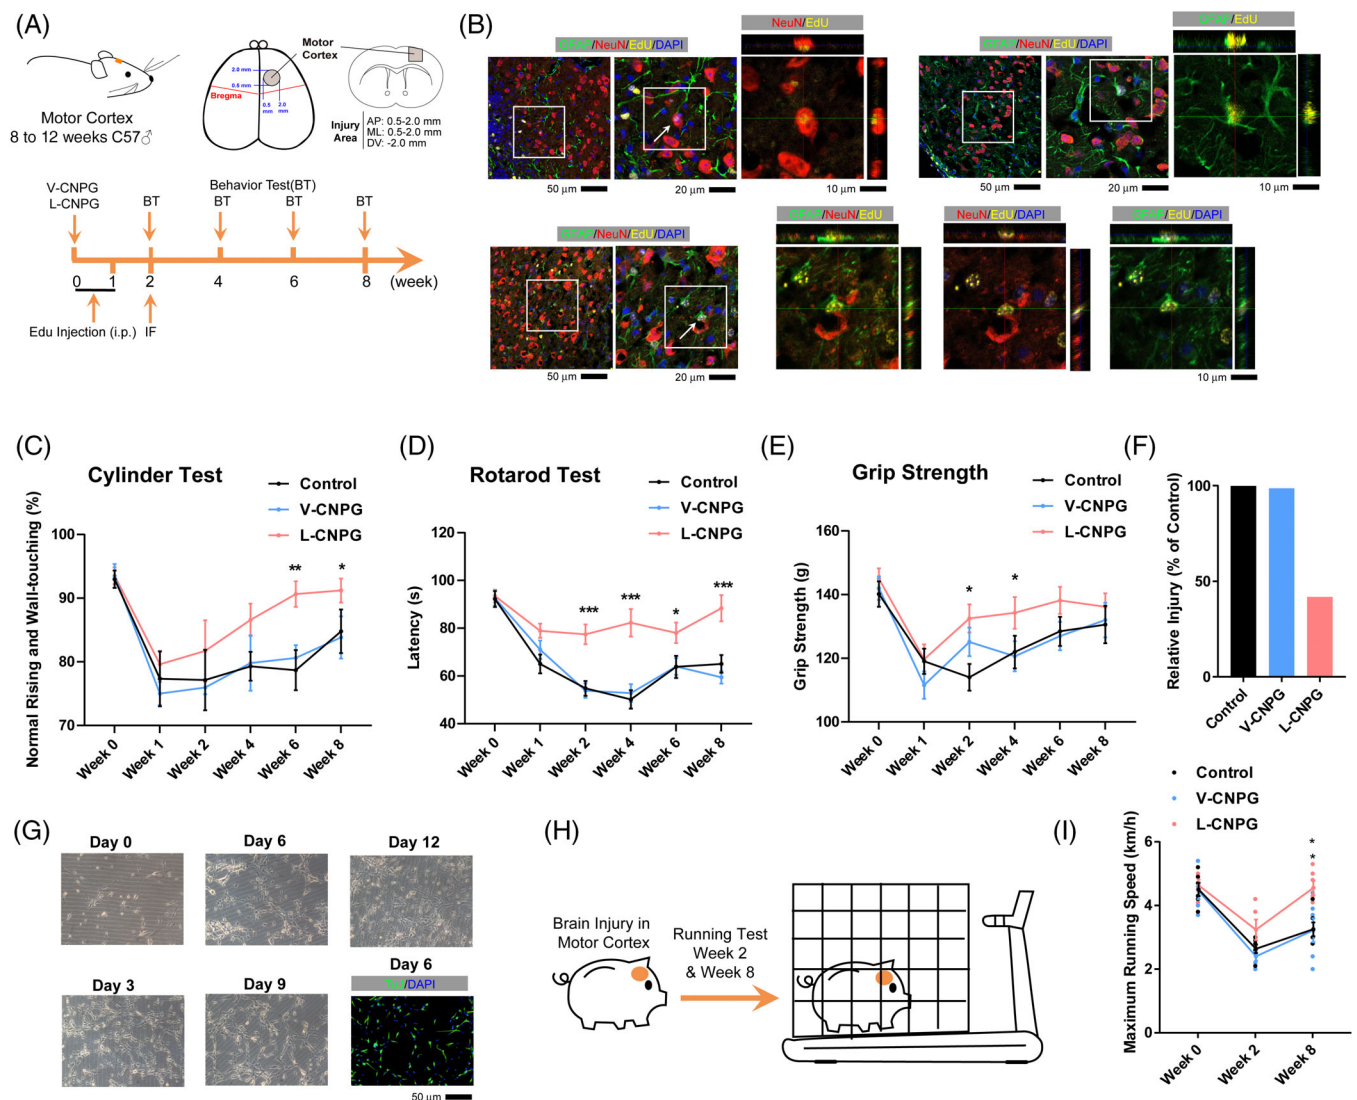 (A)
Motor
Cortex
2.0 mm
0.5 mm
Bregma
0.5
mm
2.0
mm
Injury
Area
AP: 0.5-2.0 mm
ML: 0.5-2.0 mm
DV: -2.0 mm
Motor Cortex
8 to 12 weeks C57♂
V-CNPG
L-CNPG
Behavior Test(BT)
BT
BT
BT
BT
0
1
2
4
6
8
(week)
Edu Injection (i.p.)
IF
(B)
GFAP/NeuN/EdU/DAPI
NeuN/EdU
50 µm
20 µm
10 µm
GFAP/NeuN/EdU/DAPI
GFAP/EdU
50 µm
20 µm
10 µm
GFAP/NeuN/EdU/DAPI
GFAP/NeuN/EdU
NeuN/EdU/DAPI
GFAP/EdU/DAPI
50 µm
20 µm
10 µm
(C)
Cylinder Test
Control
V-CNPG
L-CNPG
Normal Rising and Wall-touching (%)
100
90
80
70
**
*
Week 0
Week 1
Week 2
Week 4
Week 6
Week 8
(D)
Rotarod Test
Control
V-CNPG
L-CNPG
Latency (s)
120
100
80
60
40
***
***
*
***
Week 0
Week 1
Week 2
Week 4
Week 6
Week 8
(E)
Grip Strength
Control
V-CNPG
L-CNPG
Grip Strength (g)
160
140
120
100
*
*
Week 0
Week 1
Week 2
Week 4
Week 6
Week 8
(F)
Relative Injury (% of Control)
100
50
0
Control
V-CNPG
L-CNPG
(G)
Day 0
Day 6
Day 12
Day 3
Day 9
Day 6
Tuj/DAPI
50 µm
(H)
Brain Injury in
Motor Cortex
Running Test
Week 2
& Week 8
(I)
Control
V-CNPG
L-CNPG
Maximum Running Speed (km/h)
6
4
2
0
*
*
Week 0
Week 2
Week 8